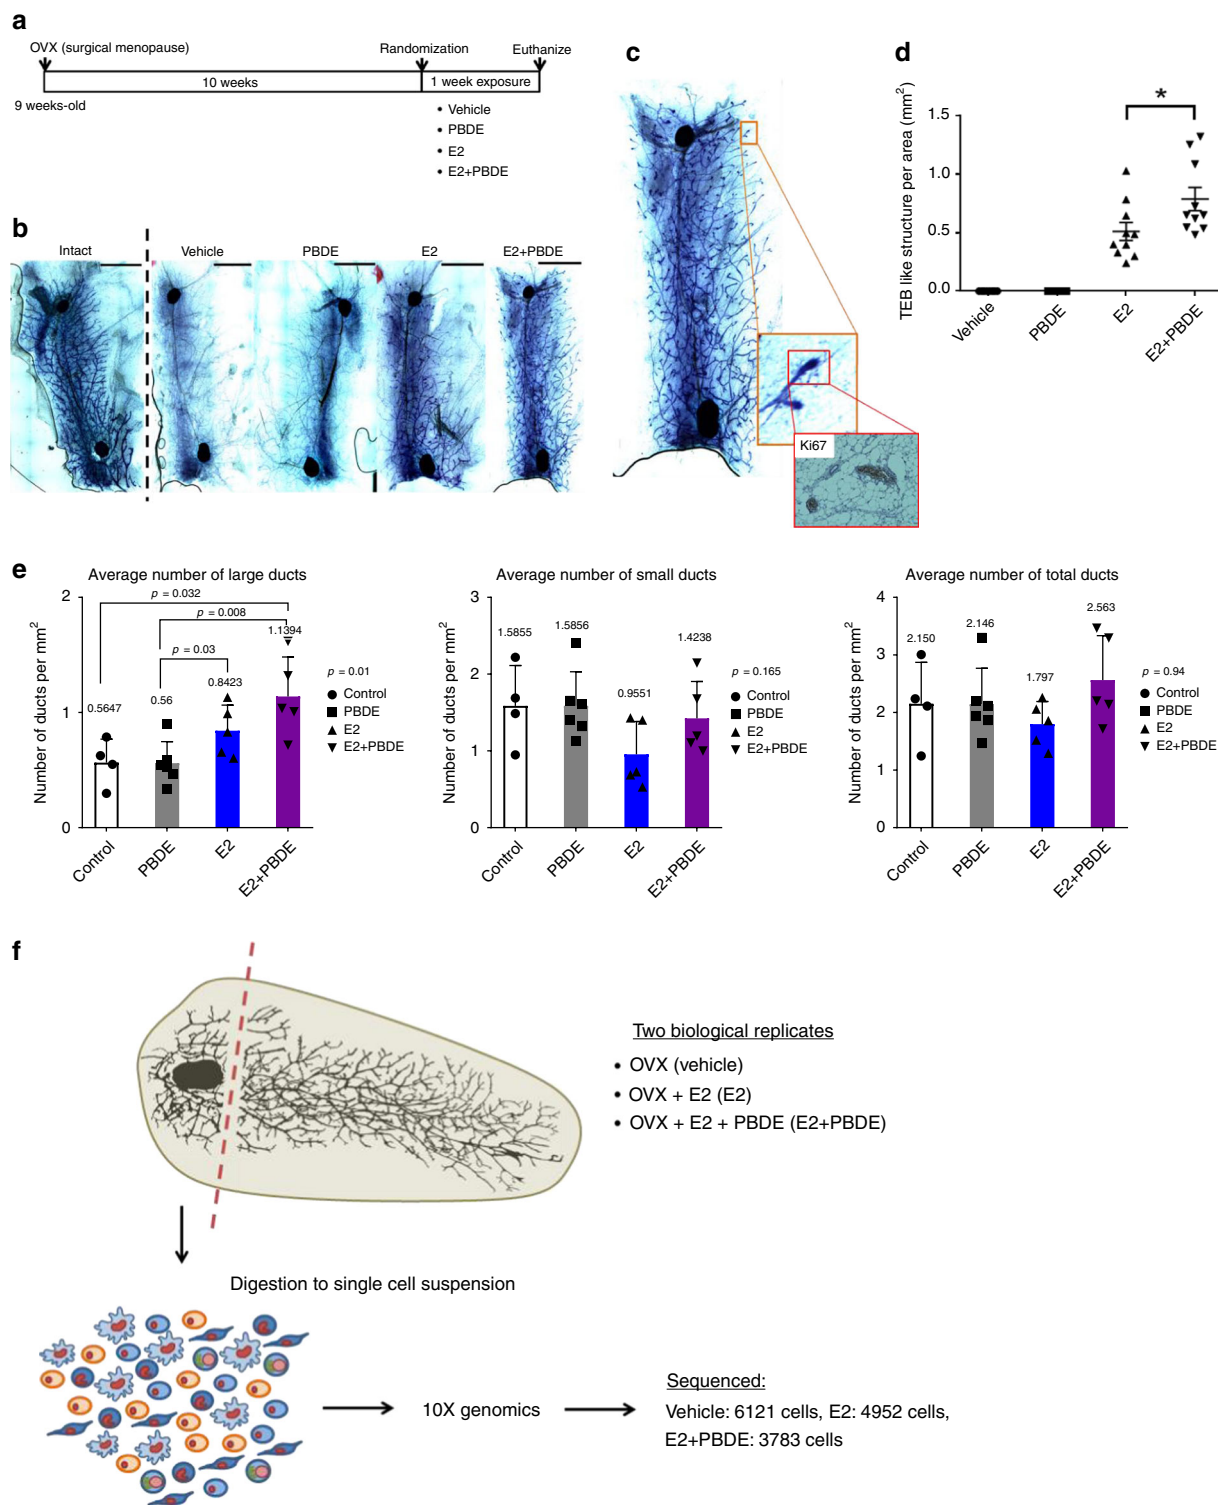 a
OVX (surgical menopause)
Randomization
Euthanize
10 weeks
1 week exposure
9 weeks-old
• Vehicle
• PBDE
• E2
• E2+PBDE
b
Intact
Vehicle
PBDE
E2
E2+PBDE
c
Ki67
d
TEB like structure per area (mm²)
1.5
1.0
0.5
0.0
*
Vehicle
PBDE
E2
E2+PBDE
e
Average number of large ducts
Number of ducts per mm²
2
1
0
p = 0.032
p = 0.008
p = 0.03
0.5647
0.56
0.8423
1.1394
p = 0.01
Control
PBDE
E2
E2+PBDE
Control
PBDE
E2
E2+PBDE
Average number of small ducts
Number of ducts per mm²
3
2
1
0
1.5855
1.5856
0.9551
1.4238
p = 0.165
Control
PBDE
E2
E2+PBDE
Control
PBDE
E2
E2+PBDE
Average number of total ducts
Number of ducts per mm²
4
3
2
1
0
2.150
2.146
1.797
2.563
p = 0.94
Control
PBDE
E2
E2+PBDE
Control
PBDE
E2
E2+PBDE
f
Two biological replicates
• OVX (vehicle)
• OVX + E2 (E2)
• OVX + E2 + PBDE (E2+PBDE)
Digestion to single cell suspension
10X genomics
Sequenced:
Vehicle: 6121 cells, E2: 4952 cells,
E2+PBDE: 3783 cells